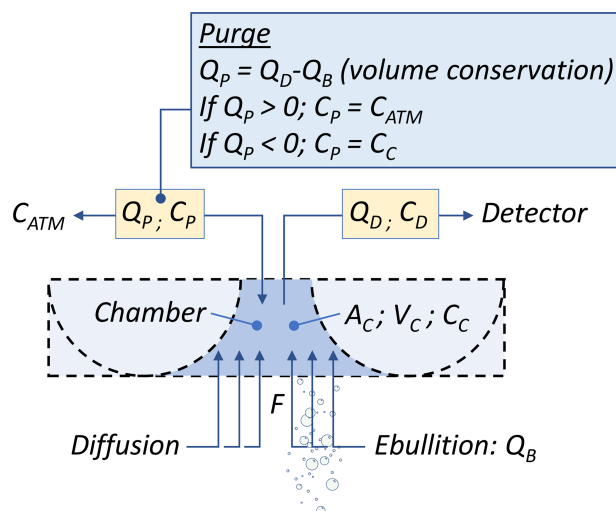 Purge
Q_P = Q_D-Q_B (volume conservation)
If Q_P > 0; C_P = C_ATM
If Q_P < 0; C_P = C_C
C_ATM
Q_P ; C_P
Q_D ; C_D
Detector
Chamber
A_C ; V_C ; C_C
F
Diffusion
Ebullition: Q_B